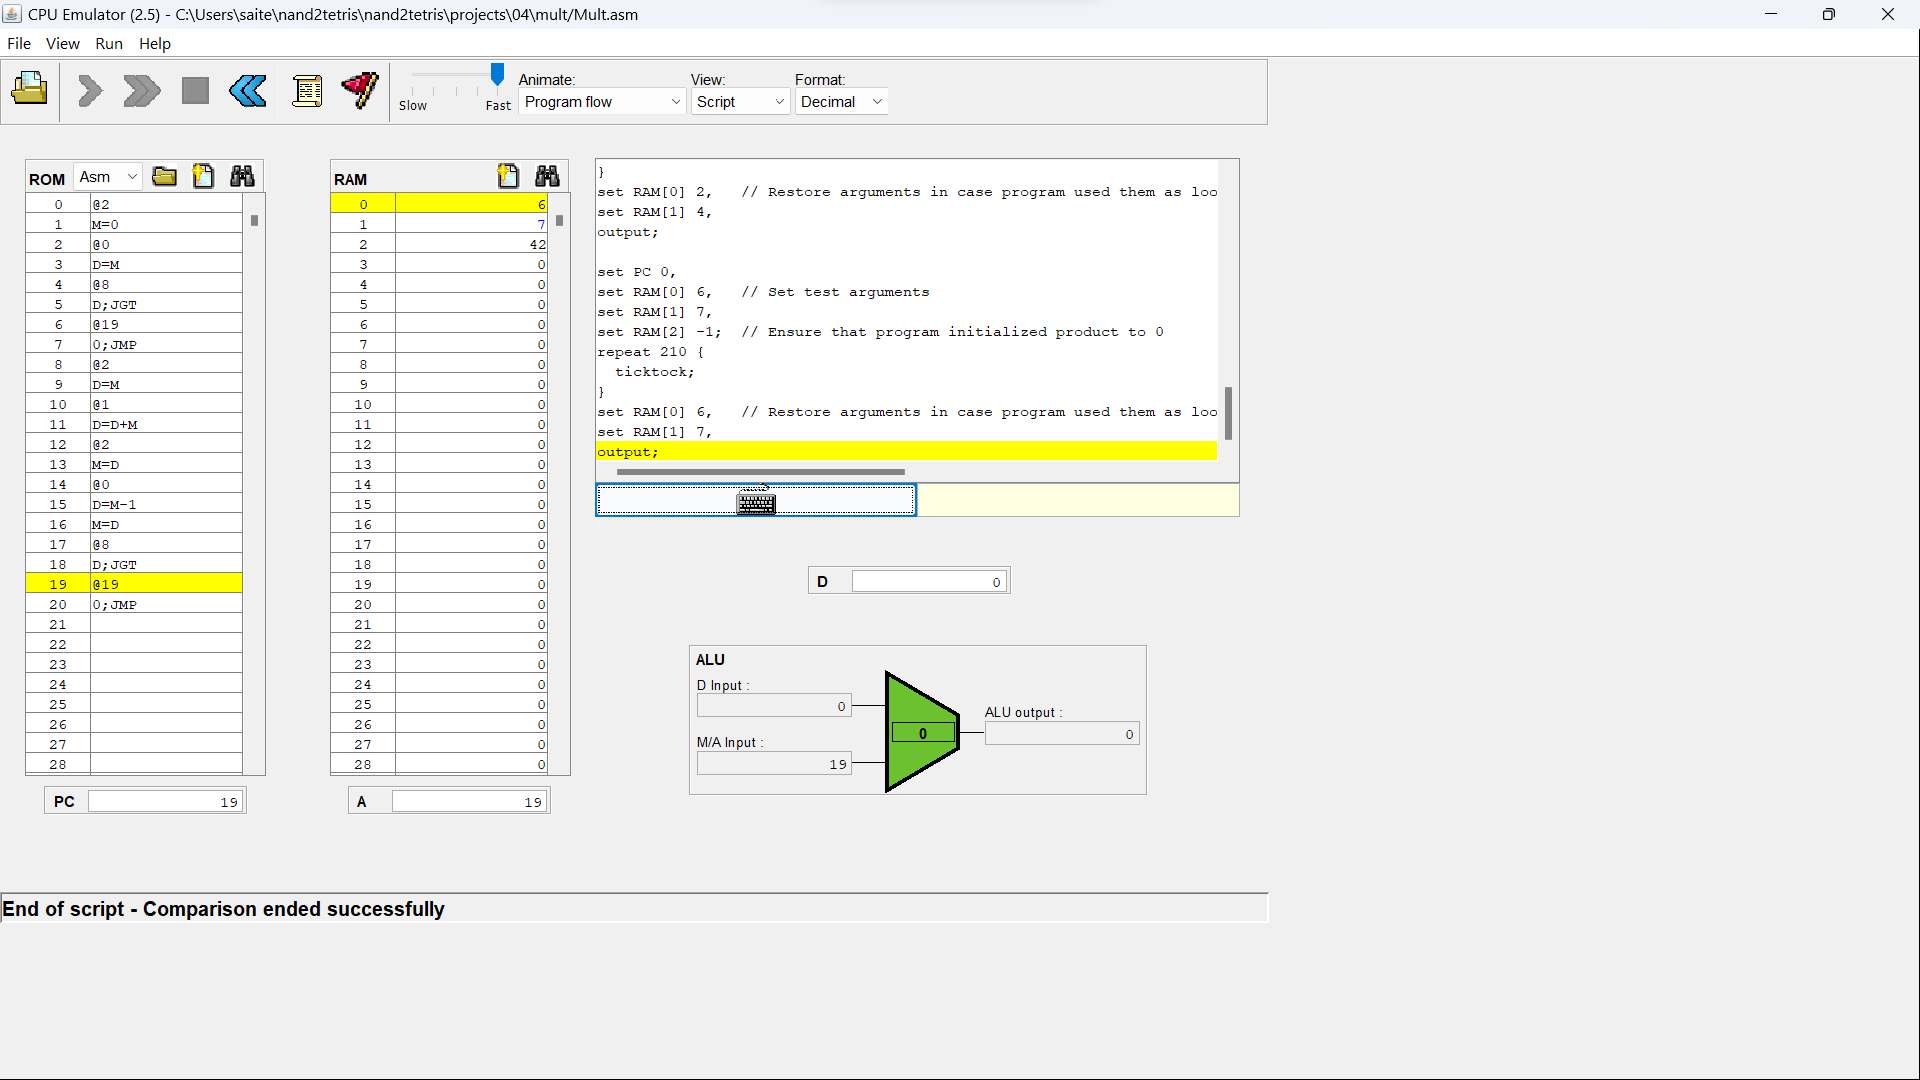 CPU Emulator (2.5) - C:\Users\saite\nand2tetris\nand2tetris\projects\04\mult/Mult.asm
File View Run Help
Slow Fast
Animate:
Program flow
View:
Script
Format:
Decimal
ROM Asm
0 @2
1 M=0
2 @0
3 D=M
4 @8
5 D;JGT
6 @19
7 0;JMP
8 @2
9 D=M
10 @1
11 D=D+M
12 @2
13 M=D
14 @0
15 D=M-1
16 M=D
17 @8
18 D;JGT
19 @19
20 0;JMP
21
22
23
24
25
26
27
28
PC 19
RAM
0 6
1 7
2 42
3 0
4 0
5 0
6 0
7 0
8 0
9 0
10 0
11 0
12 0
13 0
14 0
15 0
16 0
17 0
18 0
19 0
20 0
21 0
22 0
23 0
24 0
25 0
26 0
27 0
28 0
A 19
}
set RAM[0] 2, // Restore arguments in case program used them as loo
set RAM[1] 4,
output;
set PC 0,
set RAM[0] 6, // Set test arguments
set RAM[1] 7,
set RAM[2] -1; // Ensure that program initialized product to 0
repeat 210 {
ticktock;
}
set RAM[0] 6, // Restore arguments in case program used them as loo
set RAM[1] 7,
output;
D 0
ALU
D Input :
0
M/A Input :
19
0
ALU output :
0
End of script - Comparison ended successfully